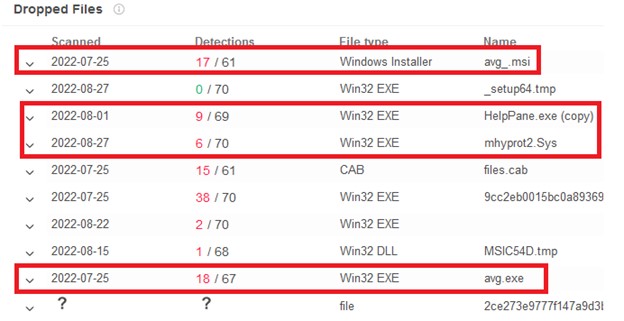 Dropped Files
Scanned Detections File type Name
2022-07-25 17 / 61 Windows Installer avg_.msi
2022-08-27 0 / 70 Win32 EXE _setup64.tmp
2022-08-01 9 / 69 Win32 EXE HelpPane.exe (copy)
2022-08-27 6 / 70 Win32 EXE mhyprot2.Sys
2022-07-25 15 / 61 CAB files.cab
2022-07-25 38 / 70 Win32 EXE 9cc2eb0015bc0a89369
2022-08-22 2 / 70 Win32 EXE
2022-08-15 1 / 68 Win32 DLL MSIC54D.tmp
2022-07-25 18 / 67 Win32 EXE avg.exe
? ? file 2ce273e9777f147a9d3b